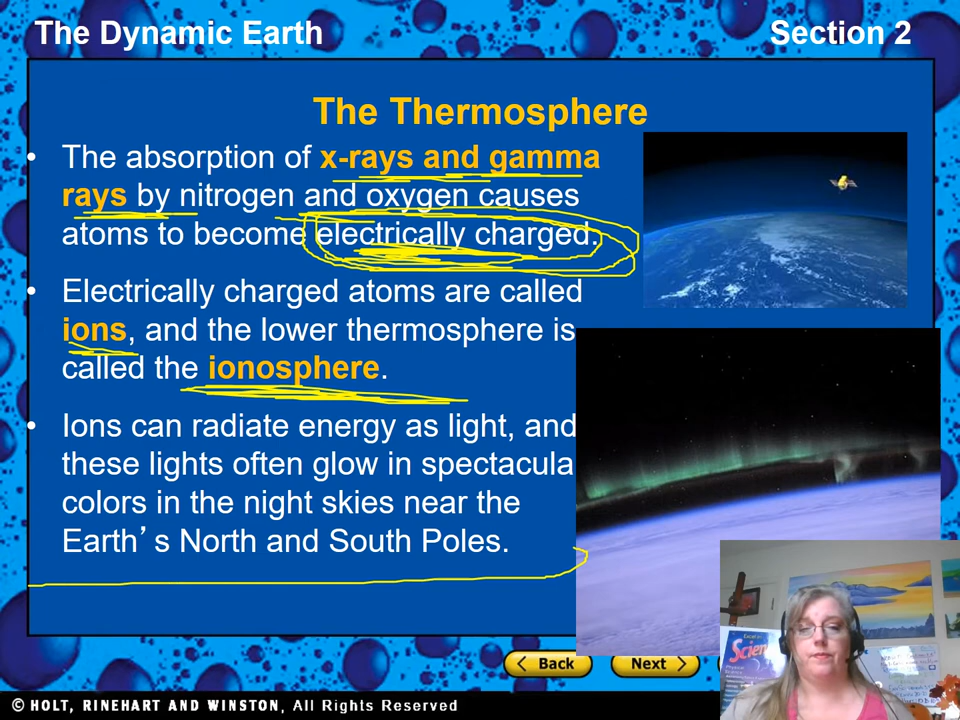 The Dynamic Earth
Section 2
The Thermosphere
• The absorption of x-rays and gamma
rays by nitrogen and oxygen causes
atoms to become electrically charged.
• Electrically charged atoms are called
ions, and the lower thermosphere is
called the ionosphere.
• Ions can radiate energy as light, and
these lights often glow in spectacula
colors in the night skies near the
Earth’s North and South Poles.
< Back
Next >
© HOLT, RINEHART AND WINSTON, All Rights Reserved
Science